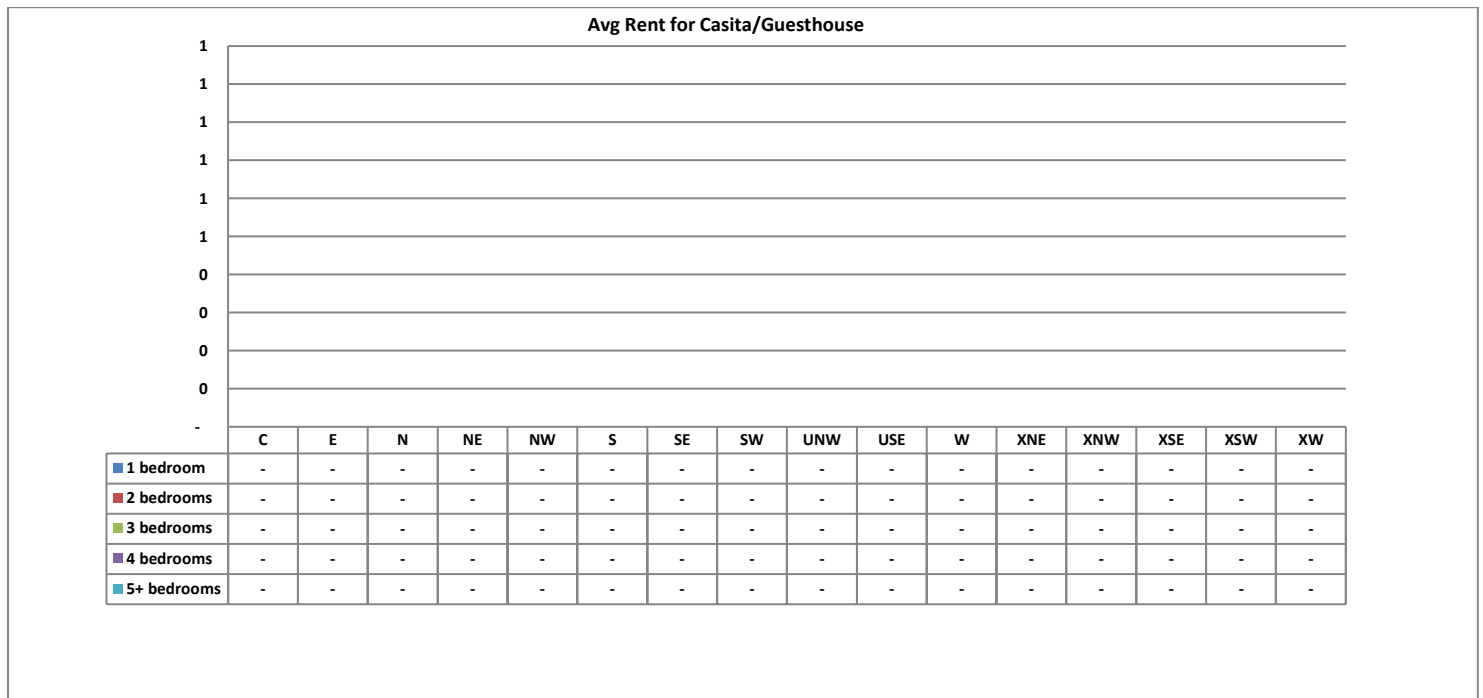 Avg Rent for Casita/Guesthouse
1
1
1
1
1
1
0
0
0
0
-
C E N NE NW S SE SW UNW USE W XNE XNW XSE XSW XW
1 bedroom - - - - - - - - - - - - - - - -
2 bedrooms - - - - - - - - - - - - - - - -
3 bedrooms - - - - - - - - - - - - - - - -
4 bedrooms - - - - - - - - - - - - - - - -
5+ bedrooms - - - - - - - - - - - - - - - -